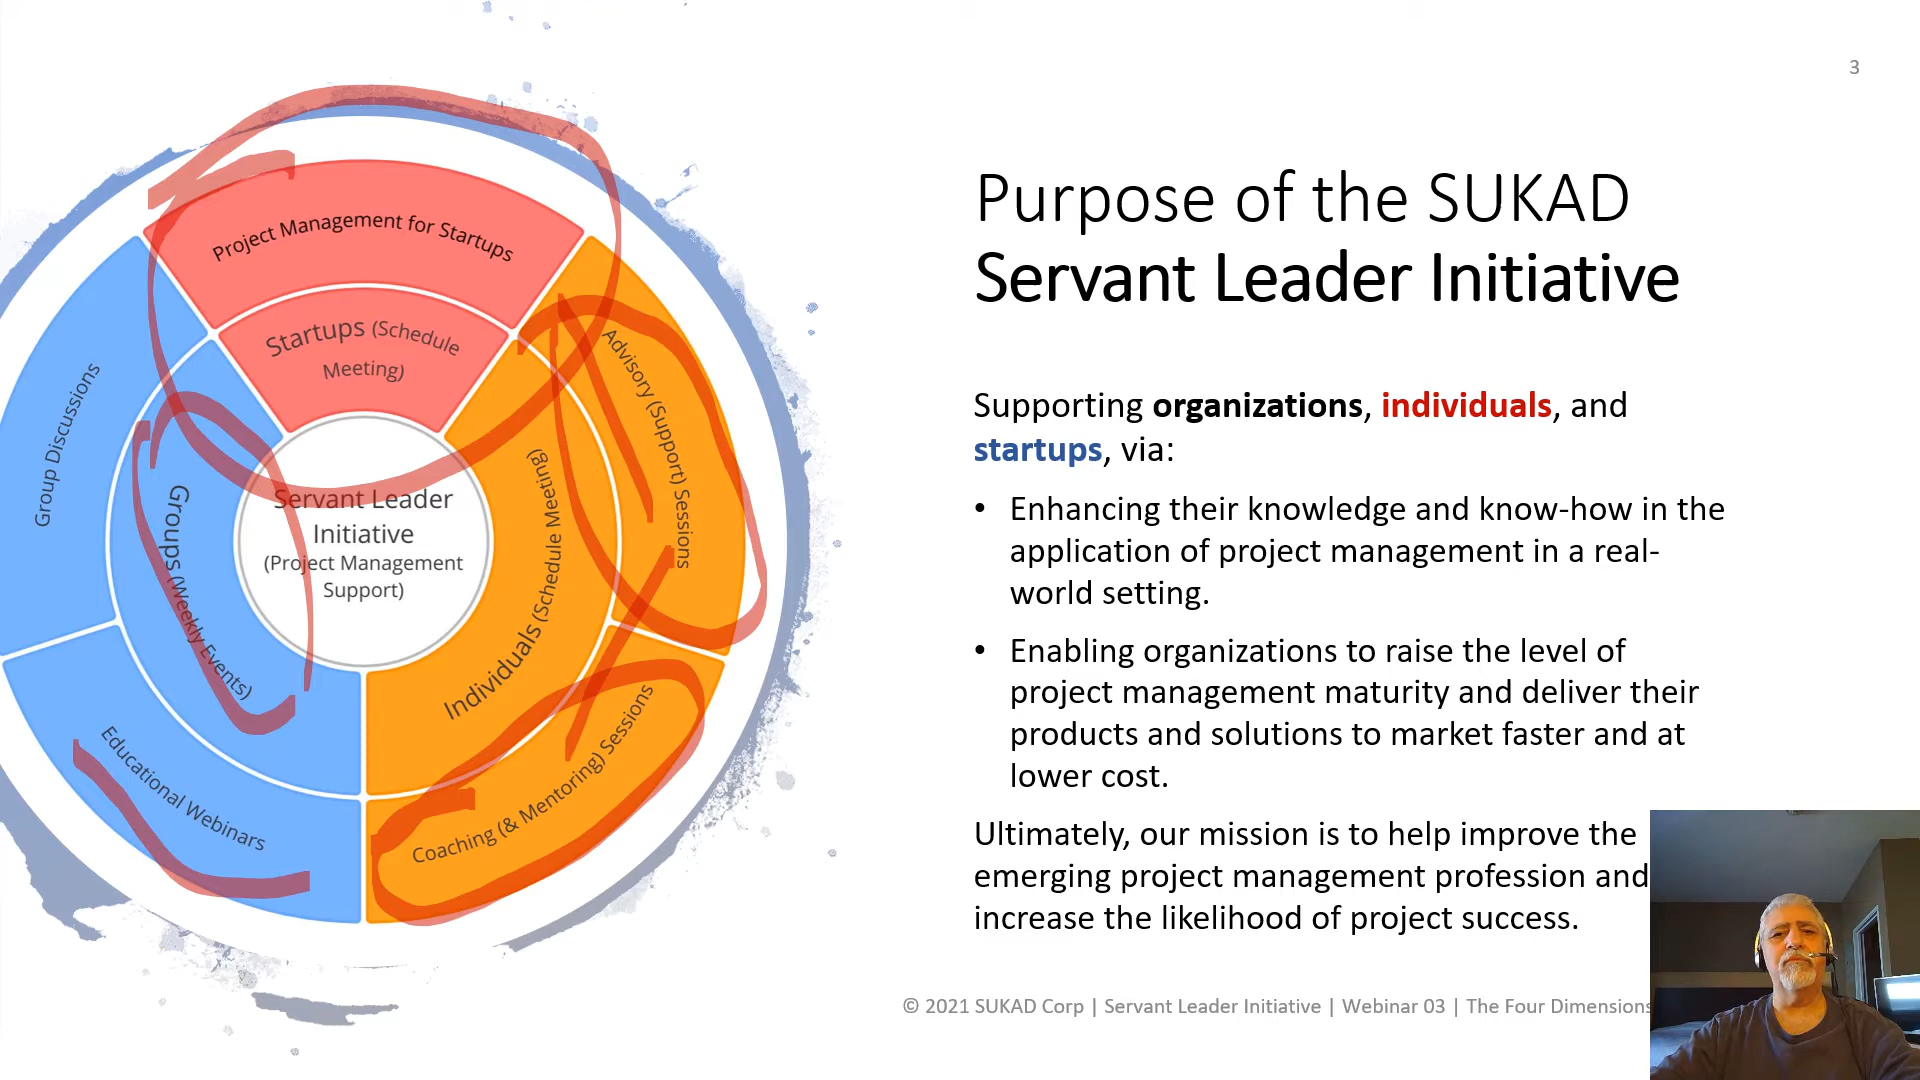 3
Project Management for Startups
Startups (Schedule
Meeting)
Group Discussions
Groups (Weekly Events)
Educational Webinars
Servant Leader
Initiative
(Project Management
Support)
Individuals (Schedule Meeting)
Advisory (Support) Sessions
Coaching (& Mentoring) Sessions
Purpose of the SUKAD
Servant Leader Initiative
Supporting organizations, individuals, and
startups, via:
• Enhancing their knowledge and know-how in the
application of project management in a real-
world setting.
• Enabling organizations to raise the level of
project management maturity and deliver their
products and solutions to market faster and at
lower cost.
Ultimately, our mission is to help improve the
emerging project management profession and
increase the likelihood of project success.
© 2021 SUKAD Corp | Servant Leader Initiative | Webinar 03 | The Four Dimensions